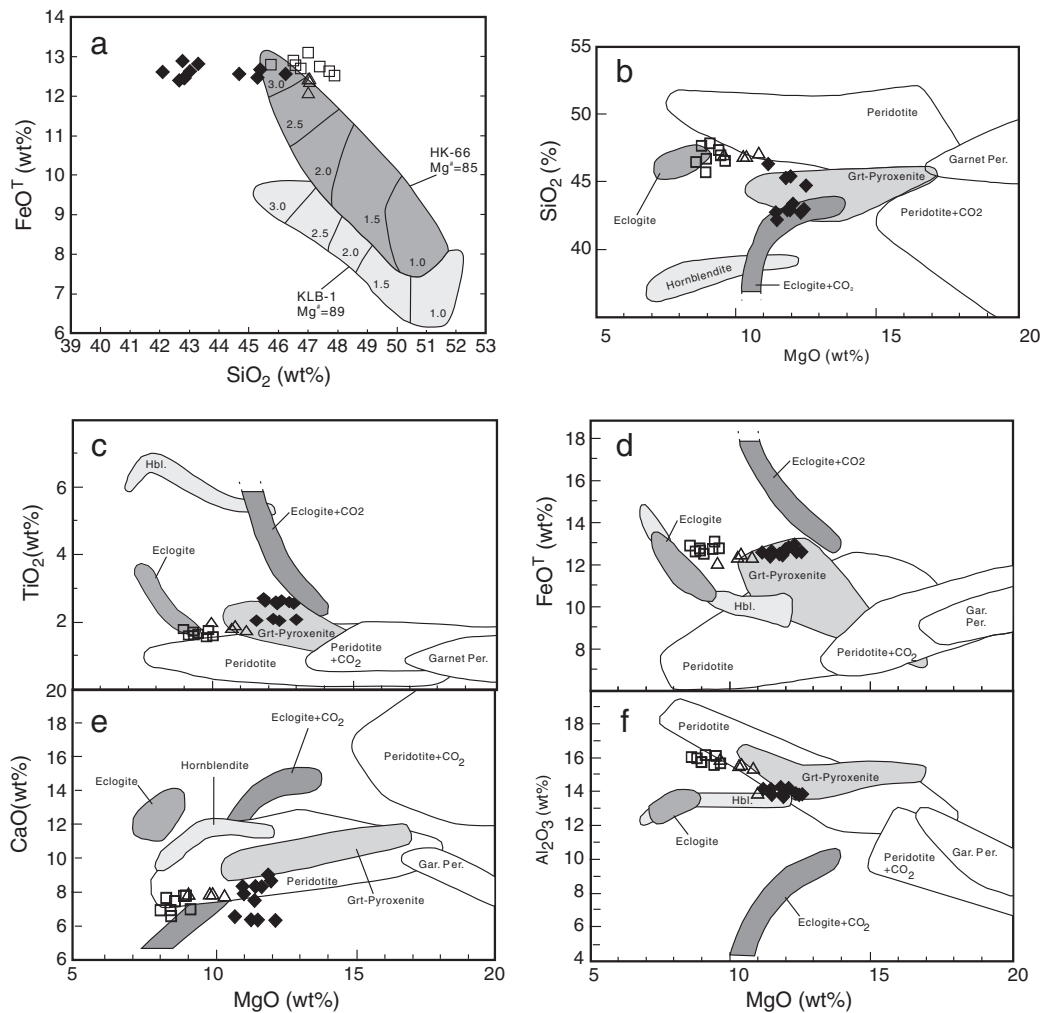 a
14
13
12
11
10
9
8
7
6
FeO^T (wt%)
3.0
2.5
2.0
1.5
1.0
HK-66
Mg#=85
3.0
2.5
2.0
1.5
1.0
KLB-1
Mg#=89
39 40 41 42 43 44 45 46 47 48 49 50 51 52 53
SiO2 (wt%)
b
55
50
45
40
SiO2 (%)
Peridotite
Garnet Per.
Grt-Pyroxenite
Eclogite
Peridotite+CO2
Hornblendite
Eclogite+CO2
5 10 15 20
MgO (wt%)
c
6
4
2
TiO2(wt%)
Hbl.
Eclogite+CO2
Eclogite
Grt-Pyroxenite
Peridotite
Peridotite
+CO2
Garnet Per.
d
18
16
14
12
10
8
6
FeO^T (wt%)
Eclogite+CO2
Eclogite
Grt-Pyroxenite
Hbl.
Gar.
Per.
Peridotite+CO2
Peridotite
e
20
10
8
6
6
CaO(wt%)
Eclogite+CO2
Peridotite+CO2
Hornblendite
Eclogite
Gar. Per.
Peridotite
Grt-Pyroxenite
5 10 15 20
MgO (wt%)
f
18
16
14
12
10
8
6
4
Al2O3 (wt%)
Peridotite
Grt-Pyroxenite
Hbl.
Eclogite
Peridotite
+CO2
Gar. Per.
Eclogite+CO2
5 10 15 20
MgO (wt%)